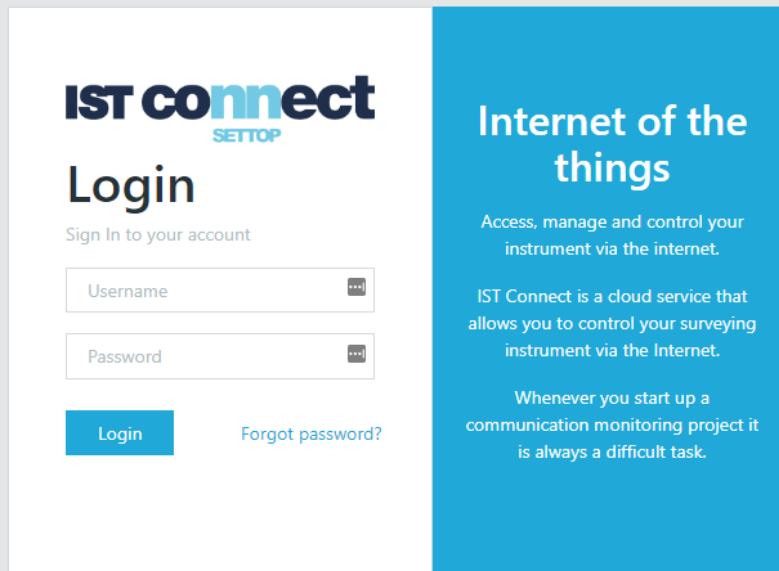 IST connect
SETTOP
Login
Sign In to your account
Username
Password
Login
Forgot password?
Internet of the
things
Access, manage and control your
instrument via the internet.
IST Connect is a cloud service that
allows you to control your surveying
instrument via the Internet.
Whenever you start up a
communication monitoring project it
is always a difficult task.